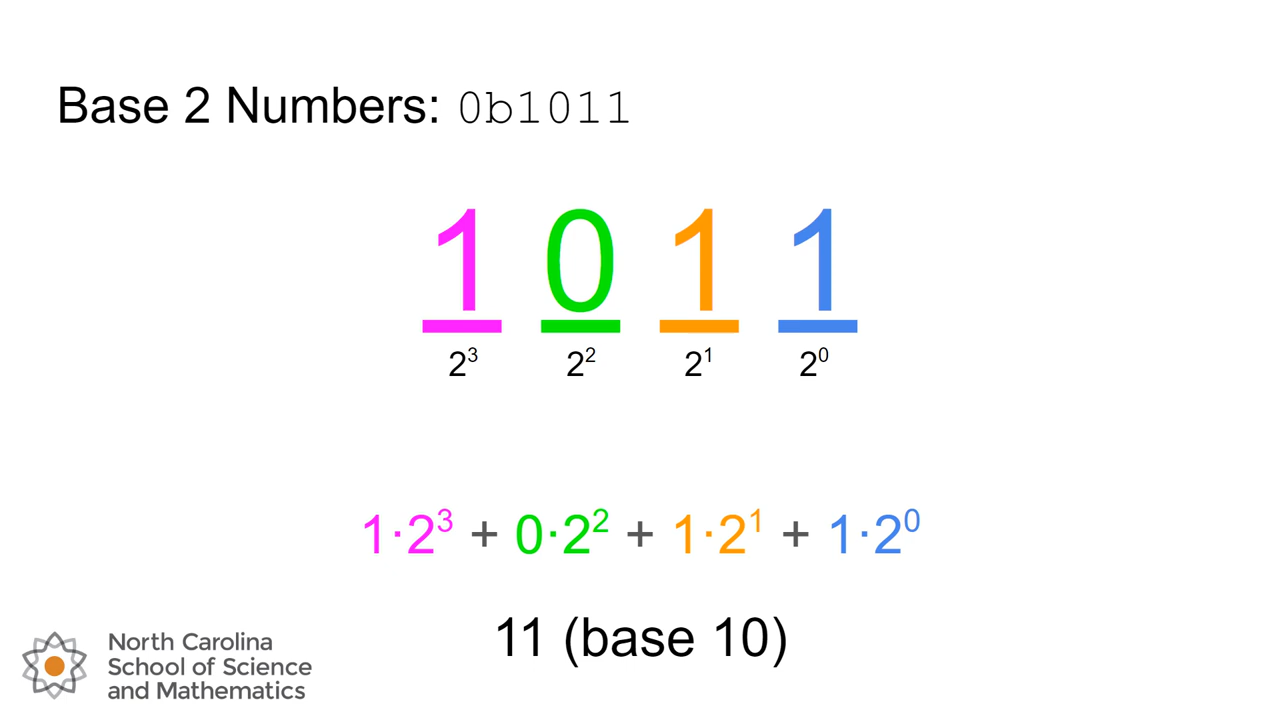 Base 2 Numbers: 0b1011
1 0 1 1
2³ 2² 2¹ 2⁰
1·2³ + 0·2² + 1·2¹ + 1·2⁰
11 (base 10)
North Carolina
School of Science
and Mathematics